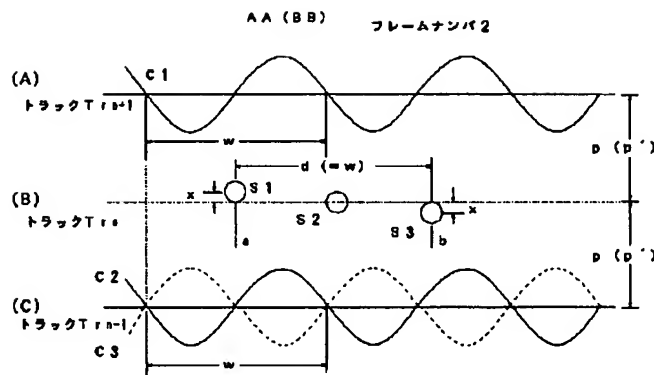 AA(BB)
フレームナンバ2
(A)
C1
トラックTrn+1
w
p(p')
d(=w)
x
S1
(B)
S2
x
トラックTrn
S3
a
b
p(p')
C2
(C)
トラックTrn-1
C3
w